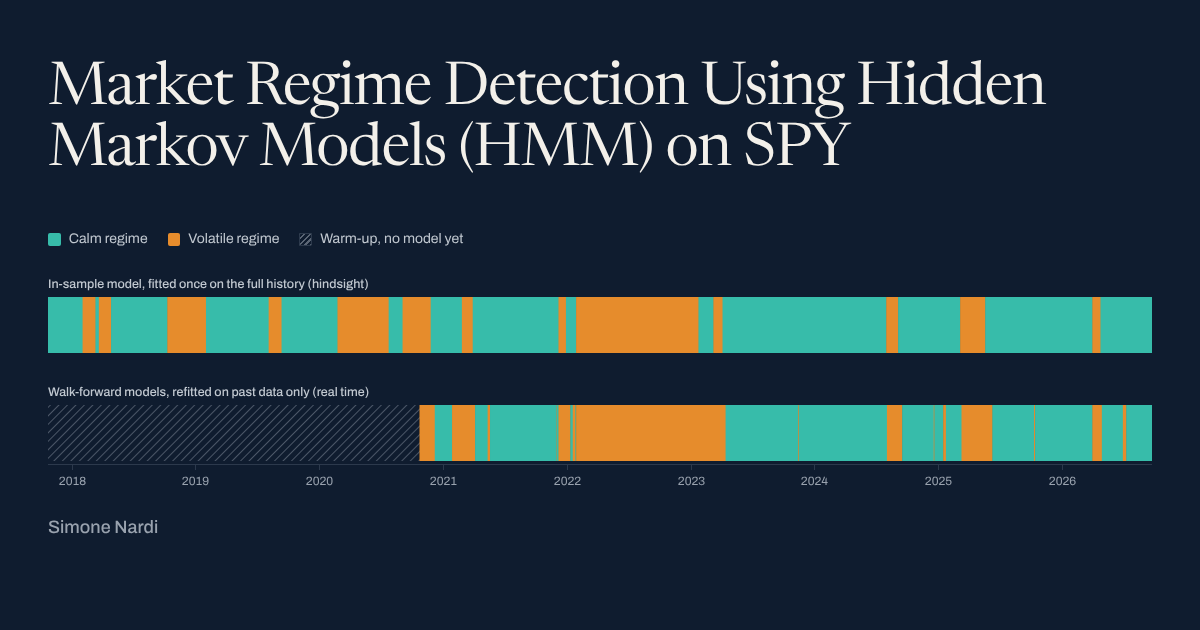 Market Regime Detection Using Hidden
Markov Models (HMM) on SPY
Calm regime Volatile regime Warm-up, no model yet
In-sample model, fitted once on the full history (hindsight)
Walk-forward models, refitted on past data only (real time)
2018 2019 2020 2021 2022 2023 2024 2025 2026
Simone Nardi